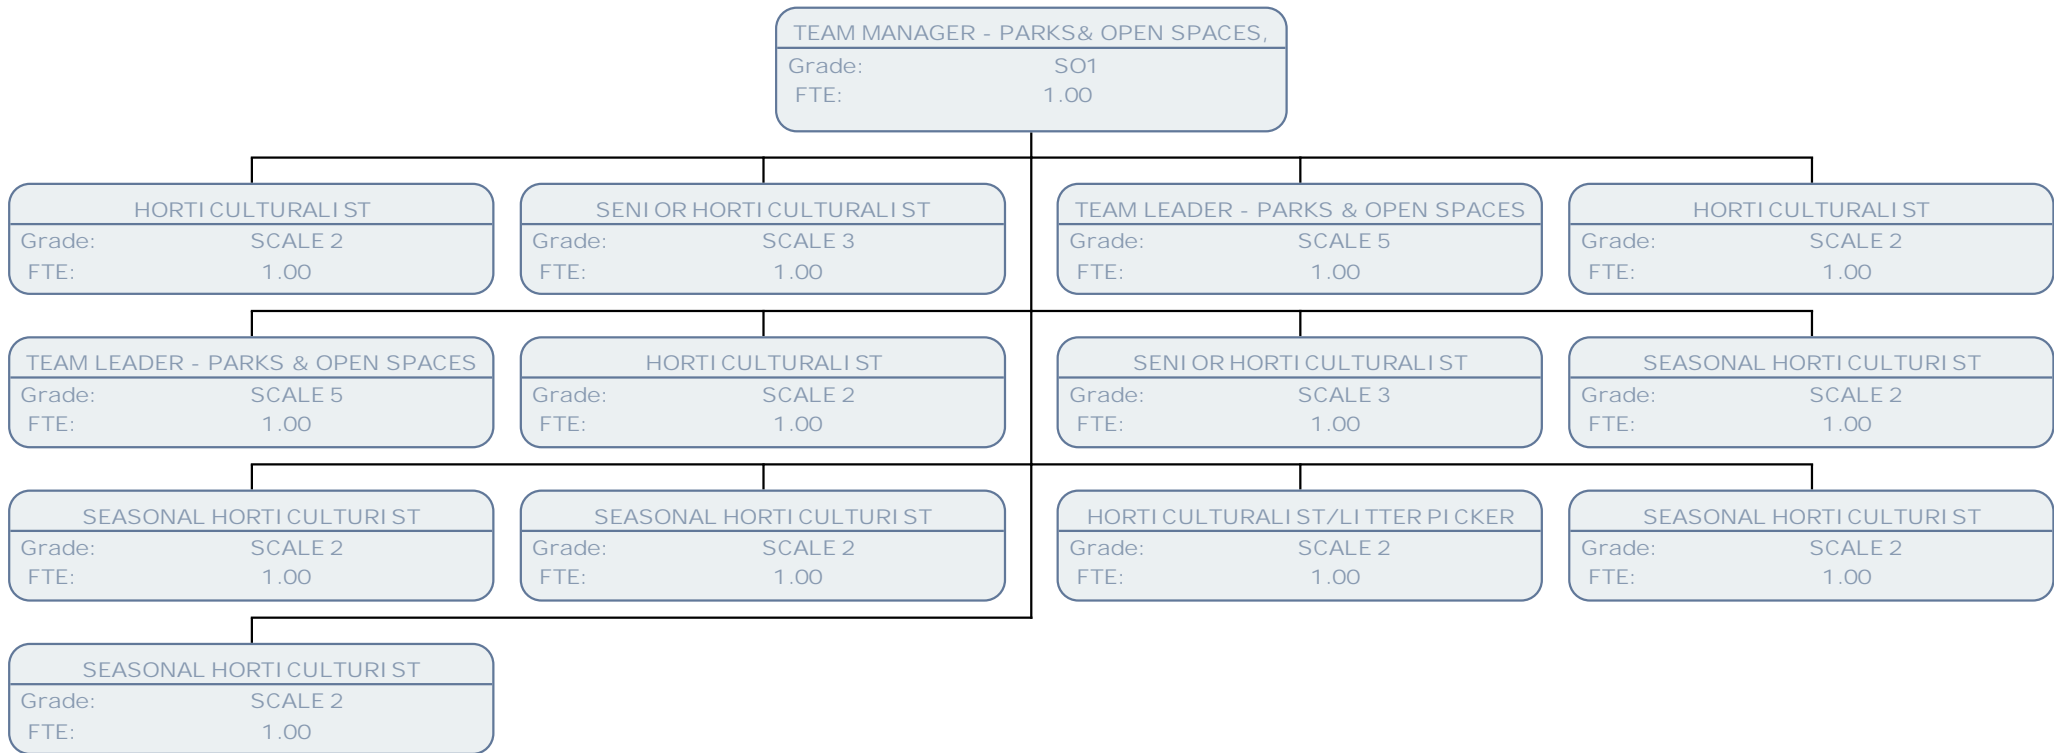 TEAM MANAGER - PARKS& OPEN SPACES,
Grade: SO1
FTE: 1.00
HORTICULTURALIST
Grade: SCALE 2
FTE: 1.00
SENIOR HORTICULTURALIST
Grade: SCALE 3
FTE: 1.00
TEAM LEADER - PARKS & OPEN SPACES
Grade: SCALE 5
FTE: 1.00
HORTICULTURALIST
Grade: SCALE 2
FTE: 1.00
TEAM LEADER - PARKS & OPEN SPACES
Grade: SCALE 5
FTE: 1.00
HORTICULTURALIST
Grade: SCALE 2
FTE: 1.00
SENIOR HORTICULTURALIST
Grade: SCALE 3
FTE: 1.00
SEASONAL HORTICULTURIST
Grade: SCALE 2
FTE: 1.00
SEASONAL HORTICULTURIST
Grade: SCALE 2
FTE: 1.00
SEASONAL HORTICULTURIST
Grade: SCALE 2
FTE: 1.00
HORTICULTURALIST/LITTER PICKER
Grade: SCALE 2
FTE: 1.00
SEASONAL HORTICULTURIST
Grade: SCALE 2
FTE: 1.00
SEASONAL HORTICULTURIST
Grade: SCALE 2
FTE: 1.00